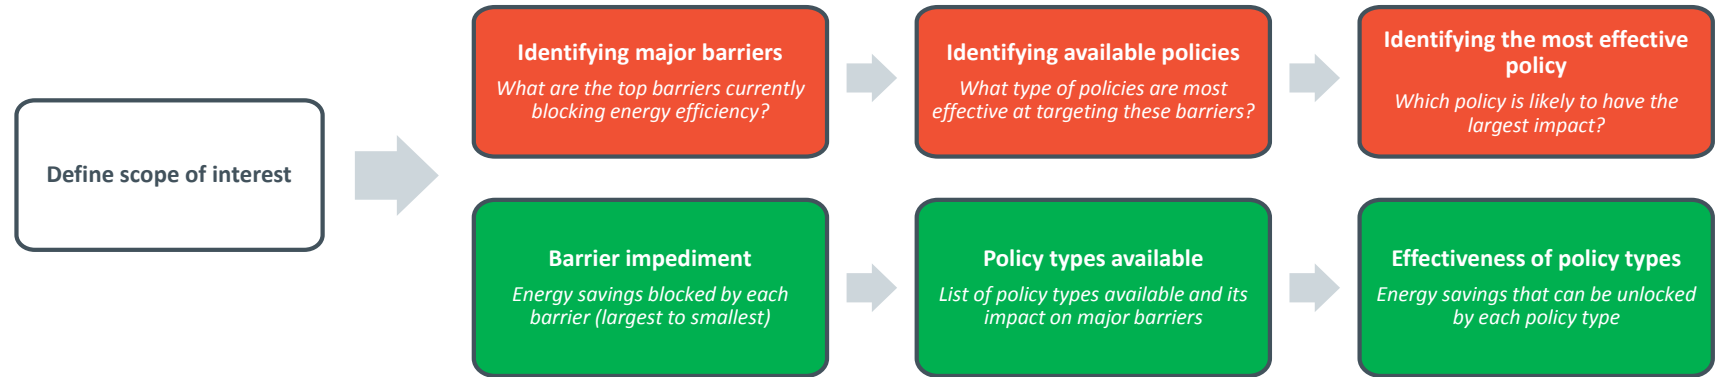 Define scope of interest
Identifying major barriers
What are the top barriers currently
blocking energy efficiency?
Identifying available policies
What type of policies are most
effective at targeting these barriers?
Identifying the most effective
policy
Which policy is likely to have the
largest impact?
Barrier impediment
Energy savings blocked by each
barrier (largest to smallest)
Policy types available
List of policy types available and its
impact on major barriers
Effectiveness of policy types
Energy savings that can be unlocked
by each policy type